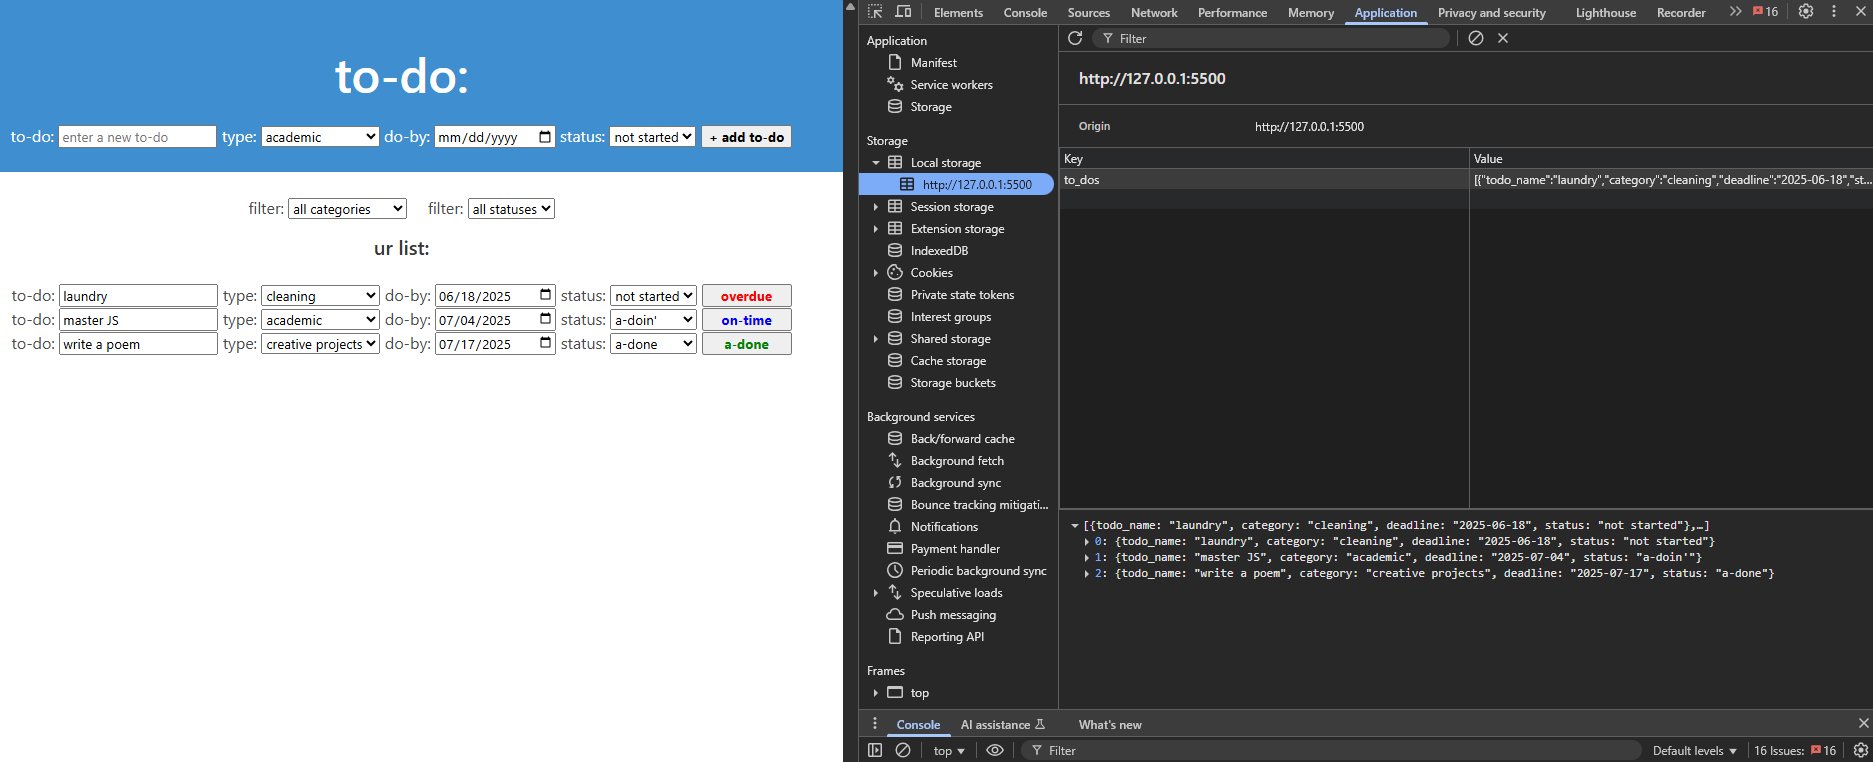 to-do:
to-do: enter a new to-do type: academic do-by: mm/dd/yyyy status: not started + add to-do
filter: all categories filter: all statuses
ur list:
to-do: laundry type: cleaning do-by: 06/18/2025 status: not started overdue
to-do: master JS type: academic do-by: 07/04/2025 status: a-doin' on-time
to-do: write a poem type: creative projects do-by: 07/17/2025 status: a-done a-done
Elements Console Sources Network Performance Memory Application Privacy and security Lighthouse Recorder 16
Application
Manifest
Service workers
Storage
Storage
Local storage
http://127.0.0.1:5500
Session storage
Extension storage
IndexedDB
Cookies
Private state tokens
Interest groups
Shared storage
Cache storage
Storage buckets
Background services
Back/forward cache
Background fetch
Background sync
Bounce tracking mitigati...
Notifications
Payment handler
Periodic background sync
Speculative loads
Push messaging
Reporting API
Frames
top
Filter
http://127.0.0.1:5500
Origin http://127.0.0.1:5500
Key Value
to_dos [{"todo_name":"laundry","category":"cleaning","deadline":"2025-06-18","st...
[{todo_name: "laundry", category: "cleaning", deadline: "2025-06-18", status: "not started"},…]
0: {todo_name: "laundry", category: "cleaning", deadline: "2025-06-18", status: "not started"}
1: {todo_name: "master JS", category: "academic", deadline: "2025-07-04", status: "a-doin'"}
2: {todo_name: "write a poem", category: "creative projects", deadline: "2025-07-17", status: "a-done"}
Console AI assistance What's new
top Filter Default levels 16 Issues: 16